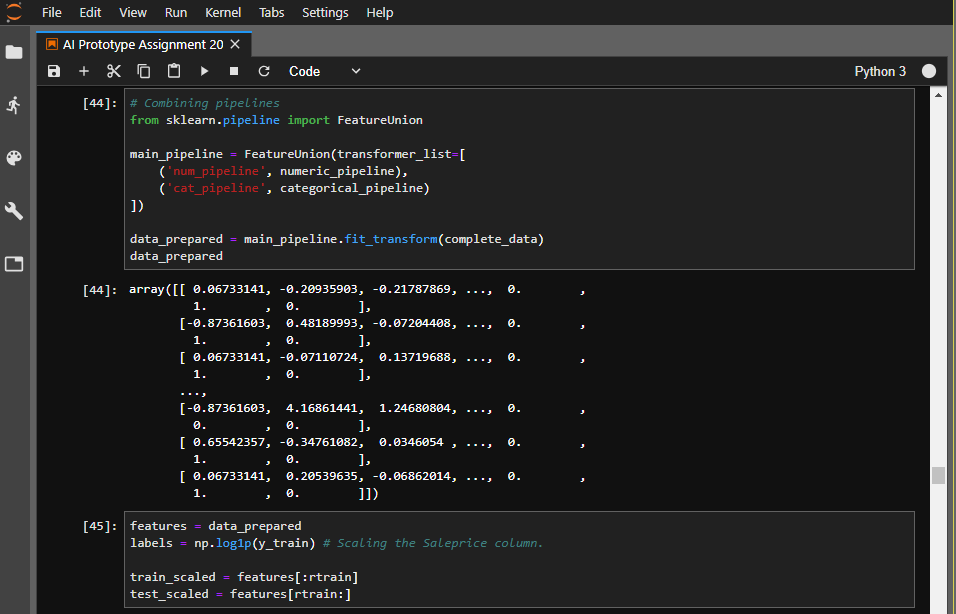 File Edit View Run Kernel Tabs Settings Help
AI Prototype Assignment 20
Code
Python 3
[44]: # Combining pipelines
from sklearn.pipeline import FeatureUnion
main_pipeline = FeatureUnion(transformer_list=[
('num_pipeline', numeric_pipeline),
('cat_pipeline', categorical_pipeline)
])
data_prepared = main_pipeline.fit_transform(complete_data)
data_prepared
[44]: array([[ 0.06733141, -0.20935903, -0.21787869, ..., 0. ,
1. , 0. ],
[-0.87361603, 0.48189993, -0.07204408, ..., 0. ,
1. , 0. ],
[ 0.06733141, -0.07110724, 0.13719688, ..., 0. ,
1. , 0. ],
...,
[-0.87361603, 4.16861441, 1.24680804, ..., 0. ,
0. , 0. ],
[ 0.65542357, -0.34761082, 0.0346054 , ..., 0. ,
1. , 0. ],
[ 0.06733141, 0.20539635, -0.06862014, ..., 0. ,
1. , 0. ]])
[45]: features = data_prepared
labels = np.log1p(y_train) # Scaling the Saleprice column.
train_scaled = features[:rtrain]
test_scaled = features[rtrain:]